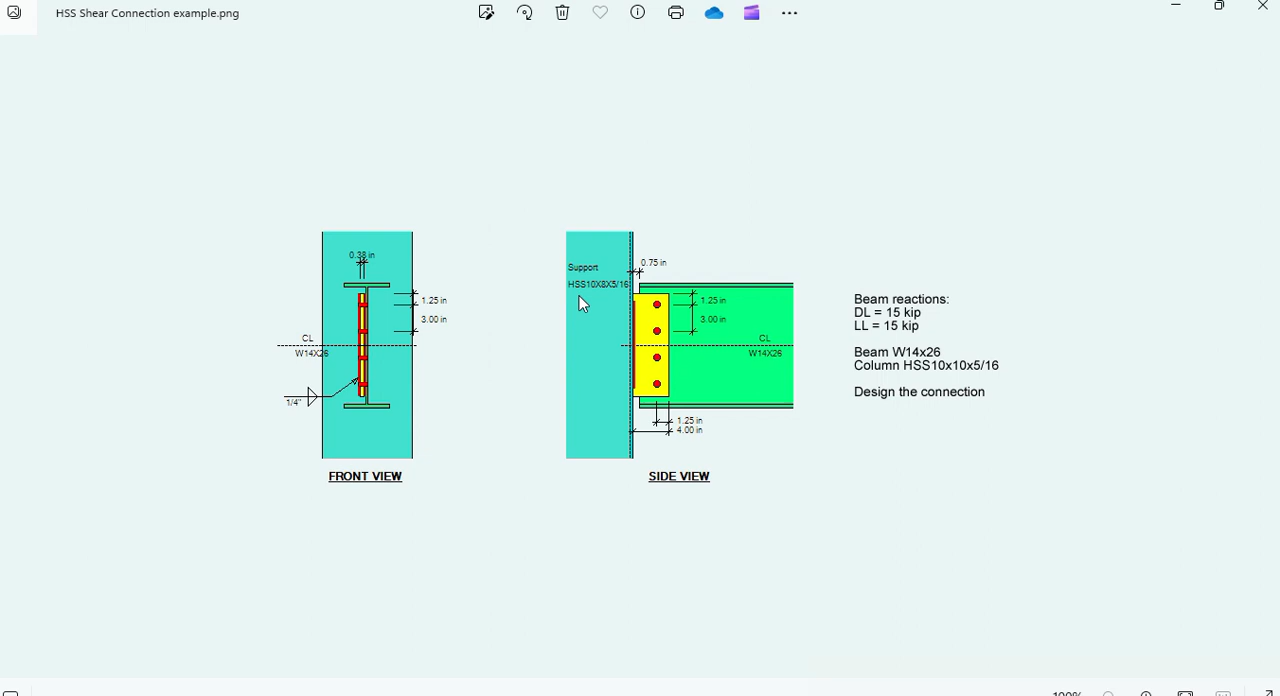 HSS Shear Connection example.png
0.38 in
1.25 in
3.00 in
CL
W14X26
1/4"
FRONT VIEW
Support
HSS10X8X5/16
0.75 in
1.25 in
3.00 in
CL
W14X26
1.25 in
4.00 in
SIDE VIEW
Beam reactions:
DL = 15 kip
LL = 15 kip
Beam W14x26
Column HSS10x10x5/16
Design the connection
100%